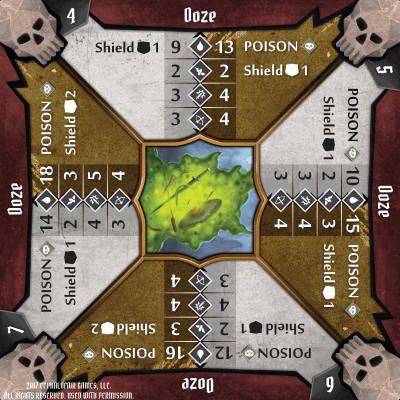 4
Ooze
Shield 1 9 13 POISON
2 2 Shield 1
3 4
3 4
5
Ooze
POISON 10 15 POISON
Shield 1 2 3 Shield 1
3 4
3 4
6
Ooze
POISON 12 16 POISON
Shield 1 2 3 Shield 2
4 4
3 4
7
Ooze
POISON 14 18 POISON
Shield 1 2 3 Shield 2
4 5
3 4
2017 CEPHALOFAIR GAMES, LLC.
ALL RIGHTS RESERVED. USED WITH PERMISSION.